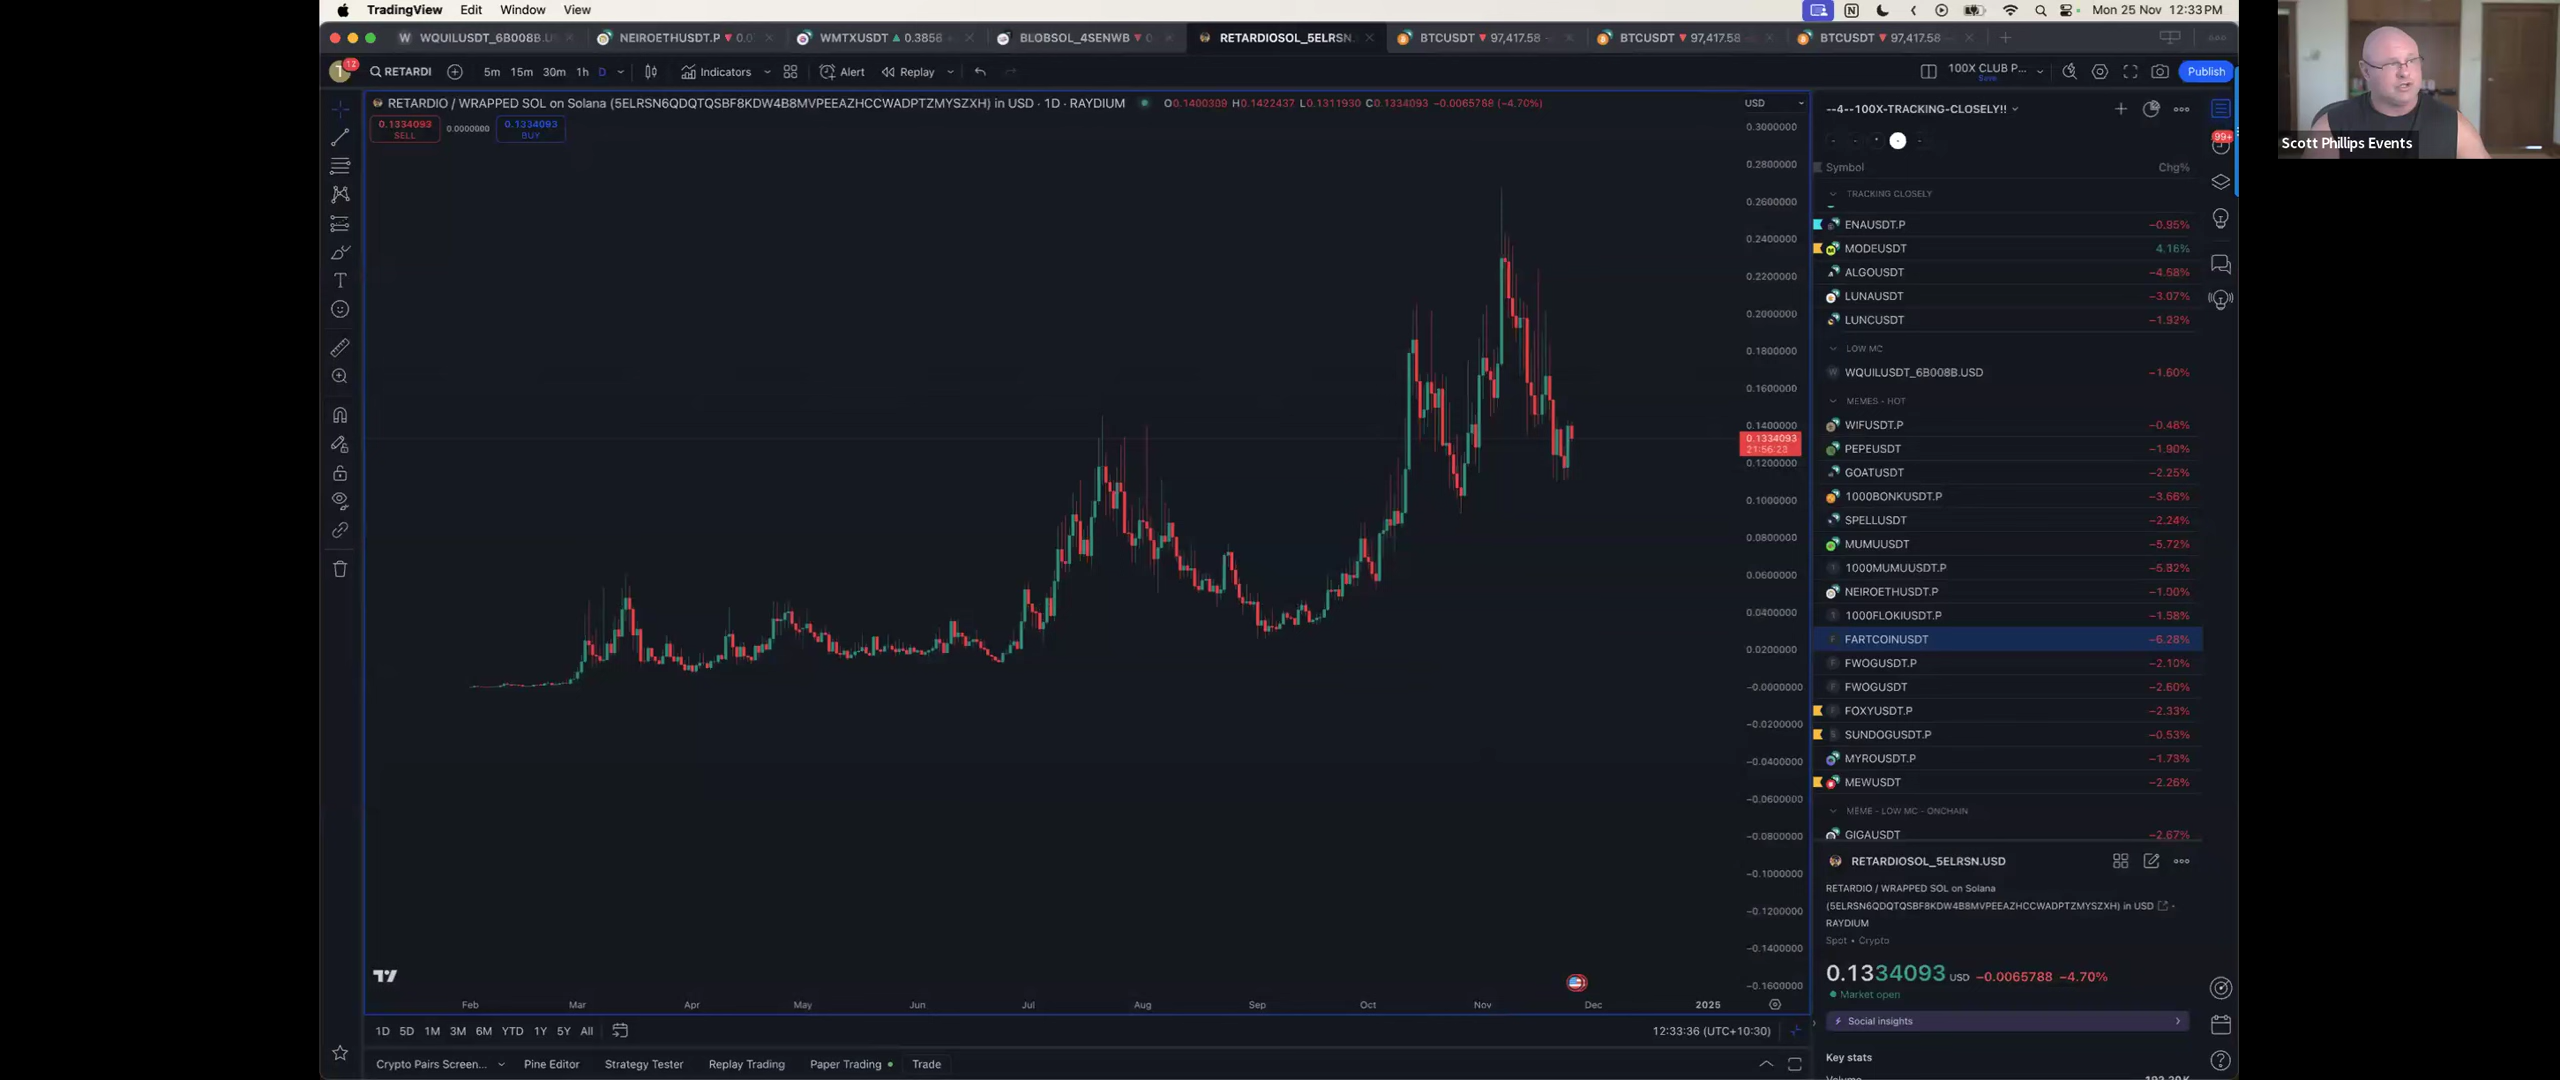 TradingView Edit Window View
Mon 25 Nov 12:33 PM
WQUILUSDT_6B008B.U NEIROETHUSDT.P ▼ 0.0 WMTXUSDT ▲ 0.3856 BLOBSOL_4SENWB ▼ 0 RETARDIOSOL_5ELRSN. BTCUSDT ▼ 97,417.58 BTCUSDT ▼ 97,417.58 BTCUSDT ▼ 97,417.58
12
RETARDI 5m 15m 30m 1h D Indicators Alert Replay 100X CLUB P... Publish
Save
RETARDIO / WRAPPED SOL on Solana (5ELRSN6QDQTQSBF8KDW4B8MVPEEAZHCCWADPTZMYSZXH) in USD · 1D · RAYDIUM O0.1400309 H0.1422437 L0.1311930 C0.1334093 −0.0065788 (−4.70%)
USD
0.1334093
SELL
0.0000000
0.1334093
BUY
0.3000000
0.2800000
0.2600000
0.2400000
0.2200000
0.2000000
0.1800000
0.1600000
0.1400000
0.1334093
21:56:23
0.1200000
0.1000000
0.0800000
0.0600000
0.0400000
0.0200000
−0.0000000
−0.0200000
−0.0400000
−0.0600000
−0.0800000
−0.1000000
−0.1200000
−0.1400000
−0.1600000
Feb Mar Apr May Jun Jul Aug Sep Oct Nov Dec 2025
1D 5D 1M 3M 6M YTD 1Y 5Y All
12:33:36 (UTC+10:30)
Crypto Pairs Screen... Pine Editor Strategy Tester Replay Trading Paper Trading Trade
--4--100X-TRACKING-CLOSELY!!
Symbol Chg%
TRACKING CLOSELY
ENAUSDT.P −0.95%
MODEUSDT 4.16%
ALGOUSDT −4.58%
LUNAUSDT −3.07%
LUNCUSDT −1.92%
LOW MC
WQUILUSDT_6B008B.USD −1.60%
MEMES - HOT
WIFUSDT.P −0.46%
PEPEUSDT −1.90%
GOATUSDT −2.25%
1000BONKUSDT.P −3.66%
SPELLUSDT −2.24%
MUMUUSDT −5.72%
1000MUMUUSDT.P −5.82%
NEIROETHUSDT.P −1.00%
1000FLOKIUSDT.P −1.58%
FARTCOINUSDT −6.28%
FWOGUSDT.P −2.10%
FWOGUSDT −2.60%
FOXYUSDT.P −2.33%
SUNDOGUSDT.P −0.53%
MYROUSDT.P −1.73%
MEWUSDT −2.26%
MEME - LOW MC - ONCHAIN
GIGAUSDT −2.67%
RETARDIOSOL_5ELRSN.USD
RETARDIO / WRAPPED SOL on Solana
(5ELRSN6QDQTQSBF8KDW4B8MVPEEAZHCCWADPTZMYSZXH) in USD
RAYDIUM
Spot • Crypto
0.1334093 USD −0.0065788 −4.70%
Market open
Social insights
Key stats
Volume 193.20K
99+
Scott Phillips Events